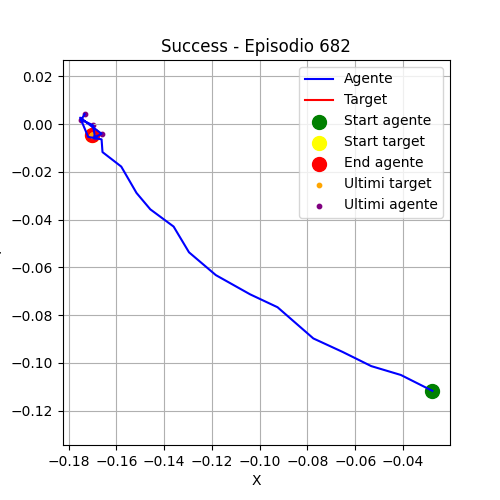 Success - Episodio 682
0.02
0.00
−0.02
−0.04
−0.06
−0.08
−0.10
−0.12
Agente
Target
Start agente
Start target
End agente
Ultimi target
Ultimi agente
−0.18 −0.16 −0.14 −0.12 −0.10 −0.08 −0.06 −0.04
X